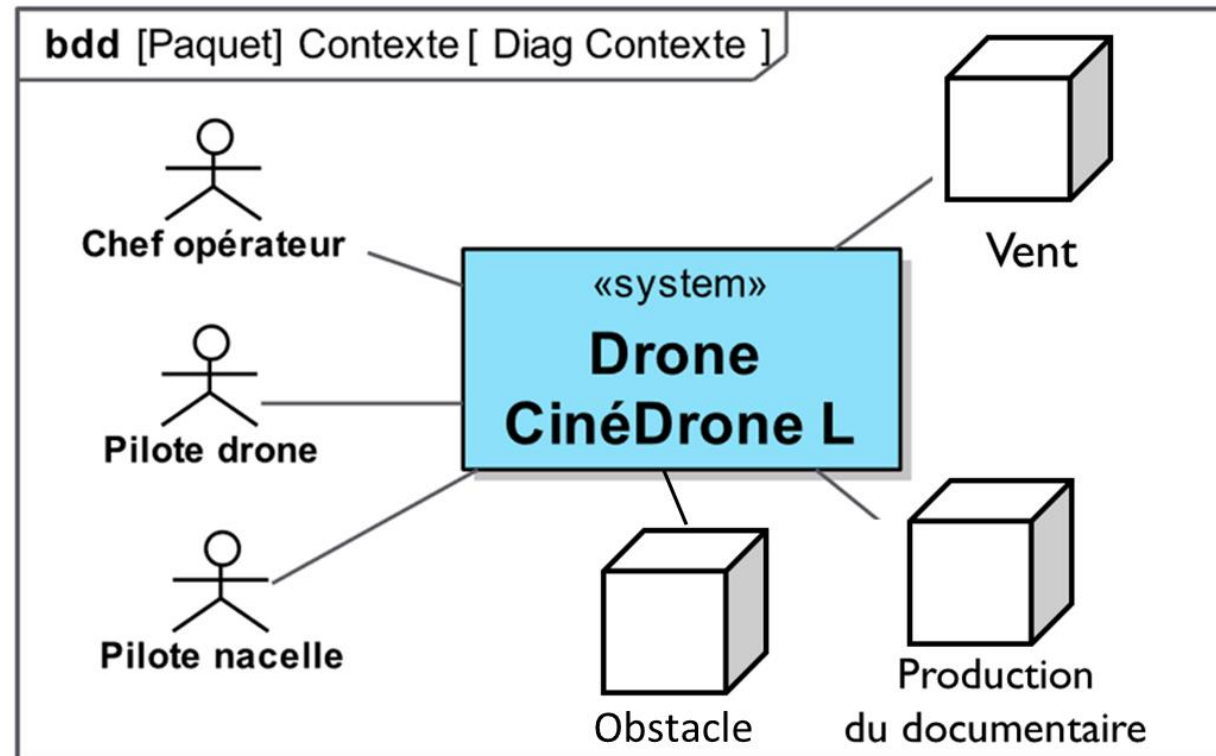 bdd [Paquet] Contexte [ Diag Contexte ]
Chef opérateur
Vent
«system»
Drone
CinéDrone L
Pilote drone
Pilote nacelle
Obstacle
Production
du documentaire